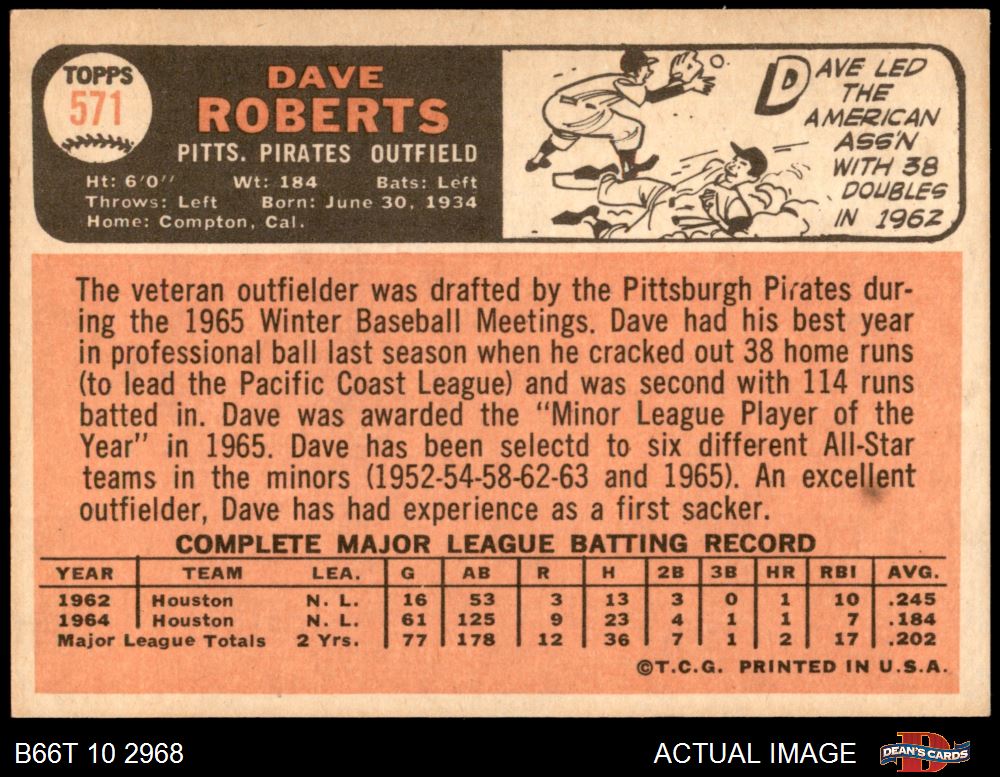 TOPPS
571
DAVE
ROBERTS
PITTS. PIRATES OUTFIELD
Ht: 6'0" Wt: 184 Bats: Left
Throws: Left Born: June 30, 1934
Home: Compton, Cal.
DAVE LED
THE
AMERICAN
ASS'N
WITH 38
DOUBLES
IN 1962
The veteran outfielder was drafted by the Pittsburgh Pirates dur-
ing the 1965 Winter Baseball Meetings. Dave had his best year
in professional ball last season when he cracked out 38 home runs
(to lead the Pacific Coast League) and was second with 114 runs
batted in. Dave was awarded the "Minor League Player of the
Year" in 1965. Dave has been selectd to six different All-Star
teams in the minors (1952-54-58-62-63 and 1965). An excellent
outfielder, Dave has had experience as a first sacker.
COMPLETE MAJOR LEAGUE BATTING RECORD
YEAR TEAM LEA. G AB R H 2B 3B HR RBI AVG.
1962 Houston N. L. 16 53 3 13 3 0 1 10 .245
1964 Houston N. L. 61 125 9 23 4 1 1 7 .184
Major League Totals 2 Yrs. 77 178 12 36 7 1 2 17 .202
©T.C.G. PRINTED IN U.S.A.
B66T 10 2968 ACTUAL IMAGE DEAN'S CARDS